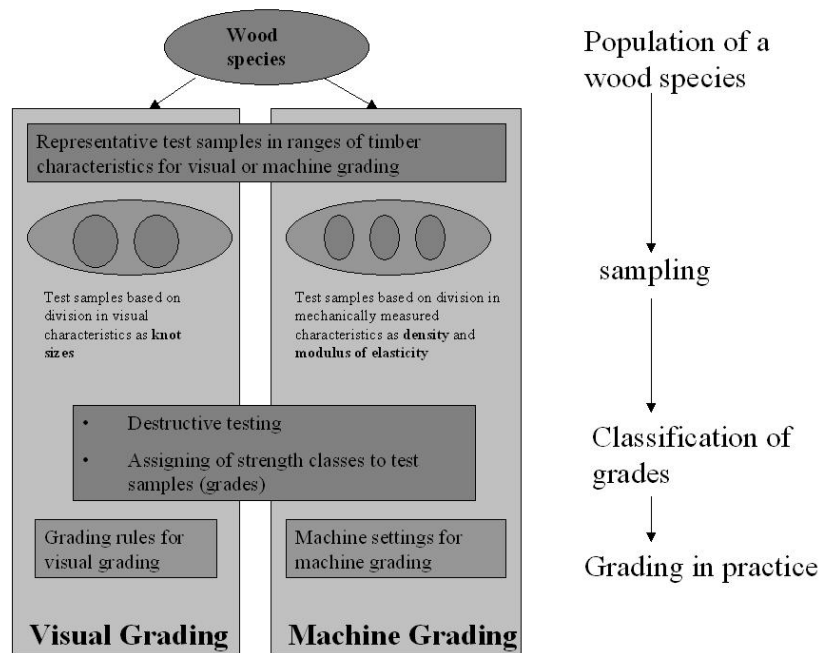 Wood
species
Population of a
wood species
Representative test samples in ranges of timber
characteristics for visual or machine grading
sampling
Test samples based on
division in visual
characteristics as knot
sizes
Test samples based on division in
mechanically measured
characteristics as density and
modulus of elasticity
• Destructive testing
• Assigning of strength classes to test
samples (grades)
Classification of
grades
Grading rules for
visual grading
Machine settings for
machine grading
Grading in practice
Visual Grading
Machine Grading